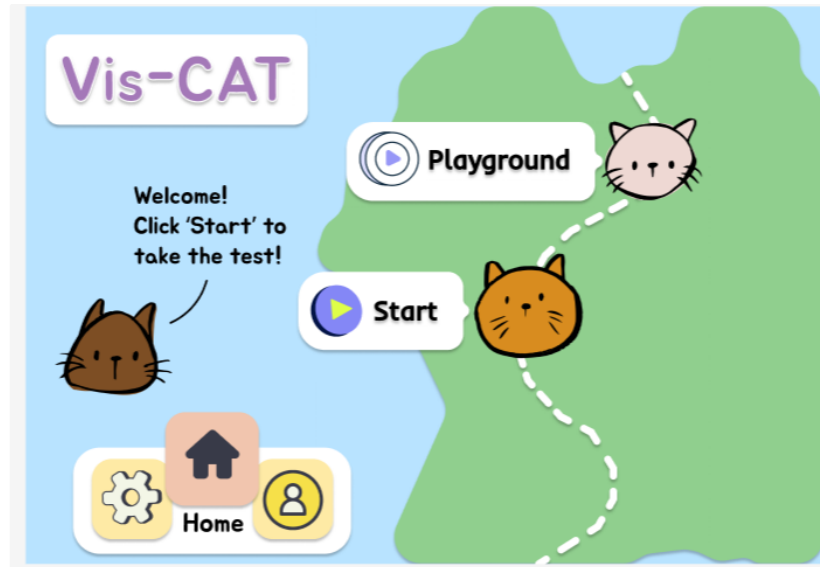 Vis-CAT
Playground
Welcome!
Click ‘Start’ to
take the test!
Start
Home